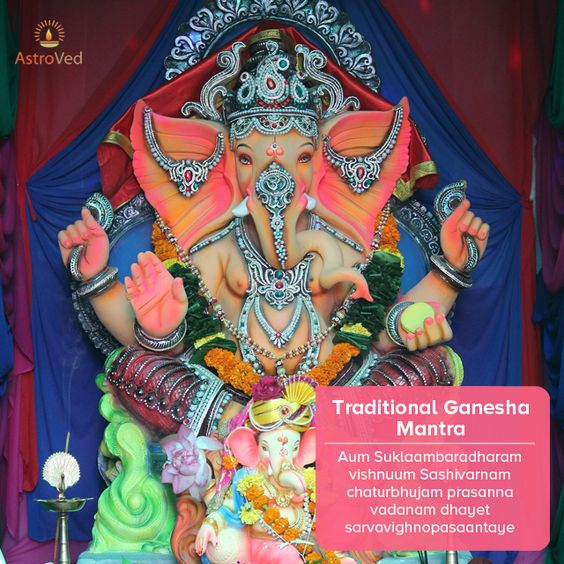 AstroVed
Traditional Ganesha
Mantra
Aum Suklaambaradharam
vishnuum Sashivarnam
chaturbhujam prasanna
vadanam dhayet
sarvavighnopasaantaye